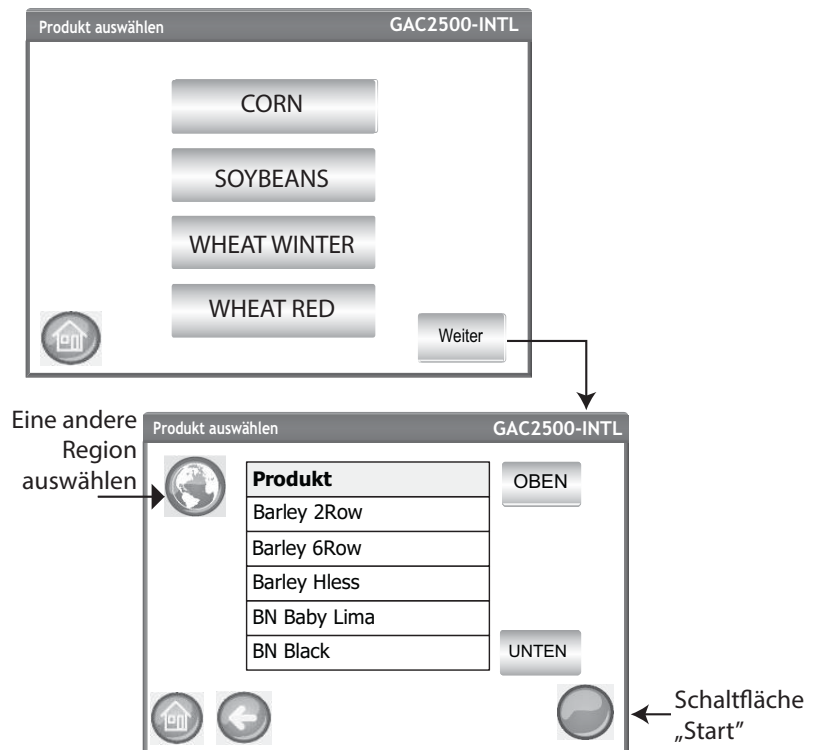 Produkt auswählen GAC2500-INTL
CORN
SOYBEANS
WHEAT WINTER
WHEAT RED
Weiter
Eine andere
Region
auswählen
Produkt auswählen GAC2500-INTL
Produkt
Barley 2Row
Barley 6Row
Barley Hless
BN Baby Lima
BN Black
OBEN
UNTEN
Schaltfläche
„Start”